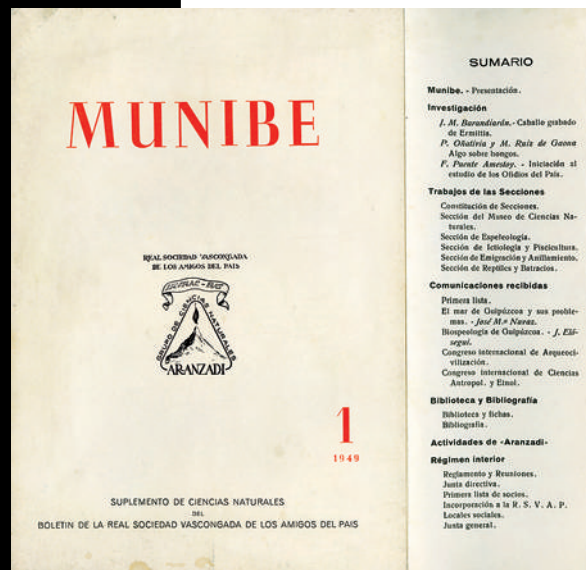 MUNIBE
REAL SOCIEDAD VASCONGADA
DE LOS AMIGOS DEL PAIS
GRUPO DE CIENCIAS NATURALES
ARANZADI
1
1949
SUPLEMENTO DE CIENCIAS NATURALES
DEL
BOLETIN DE LA REAL SOCIEDAD VASCONGADA DE LOS AMIGOS DEL PAIS
SUMARIO
Munibe. - Presentación.
Investigación
J. M. Barandiarán. - Caballo grabado
de Ermittia.
P. Oñatiria y M. Ruiz de Gaona
Algo sobre hongos.
F. Puente Amestoy. - Iniciación al
estudio de los Ofidios del País.
Trabajos de las Secciones
Constitución de Secciones.
Sección del Museo de Ciencias Na-
turales.
Sección de Espeleología.
Sección de Ictiología y Piscicultura.
Sección de Emigración y Anillamiento.
Sección de Reptiles y Batracios.
Comunicaciones recibidas
Primera lista.
El mar de Guipúzcoa y sus proble-
mas. - José M.ª Navaz.
Biospeología de Guipúzcoa. - J. Eló-
segui.
Congreso internacional de Arqueoci-
vilización.
Congreso internacional de Ciencias
Antropol. y Etnol.
Biblioteca y Bibliografía
Biblioteca y fichas.
Bibliografía.
Actividades de «Aranzadi»
Régimen interior
Reglamento y Reuniones.
Junta directiva.
Primera lista de socios.
Incorporación a la R. S. V. A. P.
Locales sociales.
Junta general.